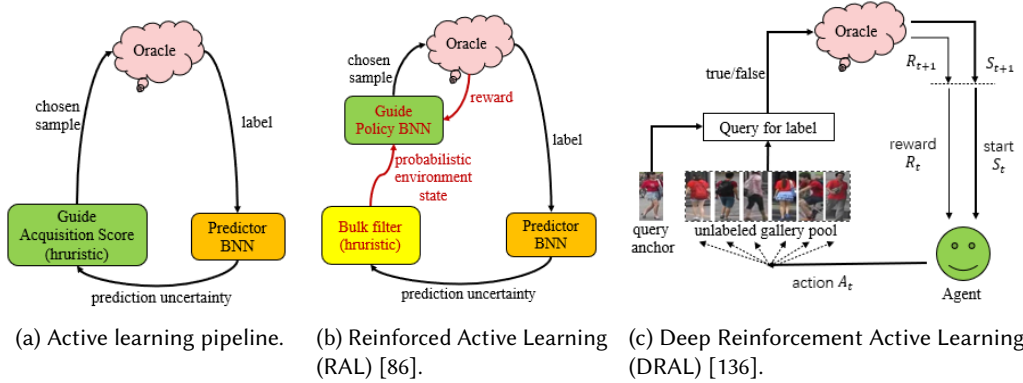 Oracle
chosen
sample
label
Guide
Acquisition Score
(hruristic)
Predictor
BNN
prediction uncertainty
(a) Active learning pipeline.
Oracle
chosen
sample
reward
Guide
Policy BNN
label
probabilistic
environment
state
Bulk filter
(hruristic)
Predictor
BNN
prediction uncertainty
(b) Reinforced Active Learning
(RAL) [86].
Oracle
true/false
R_{t+1}
S_{t+1}
Query for label
reward
R_t
start
S_t
query
anchor
unlabeled gallery pool
action A_t
Agent
(c) Deep Reinforcement Active Learning
(DRAL) [136].